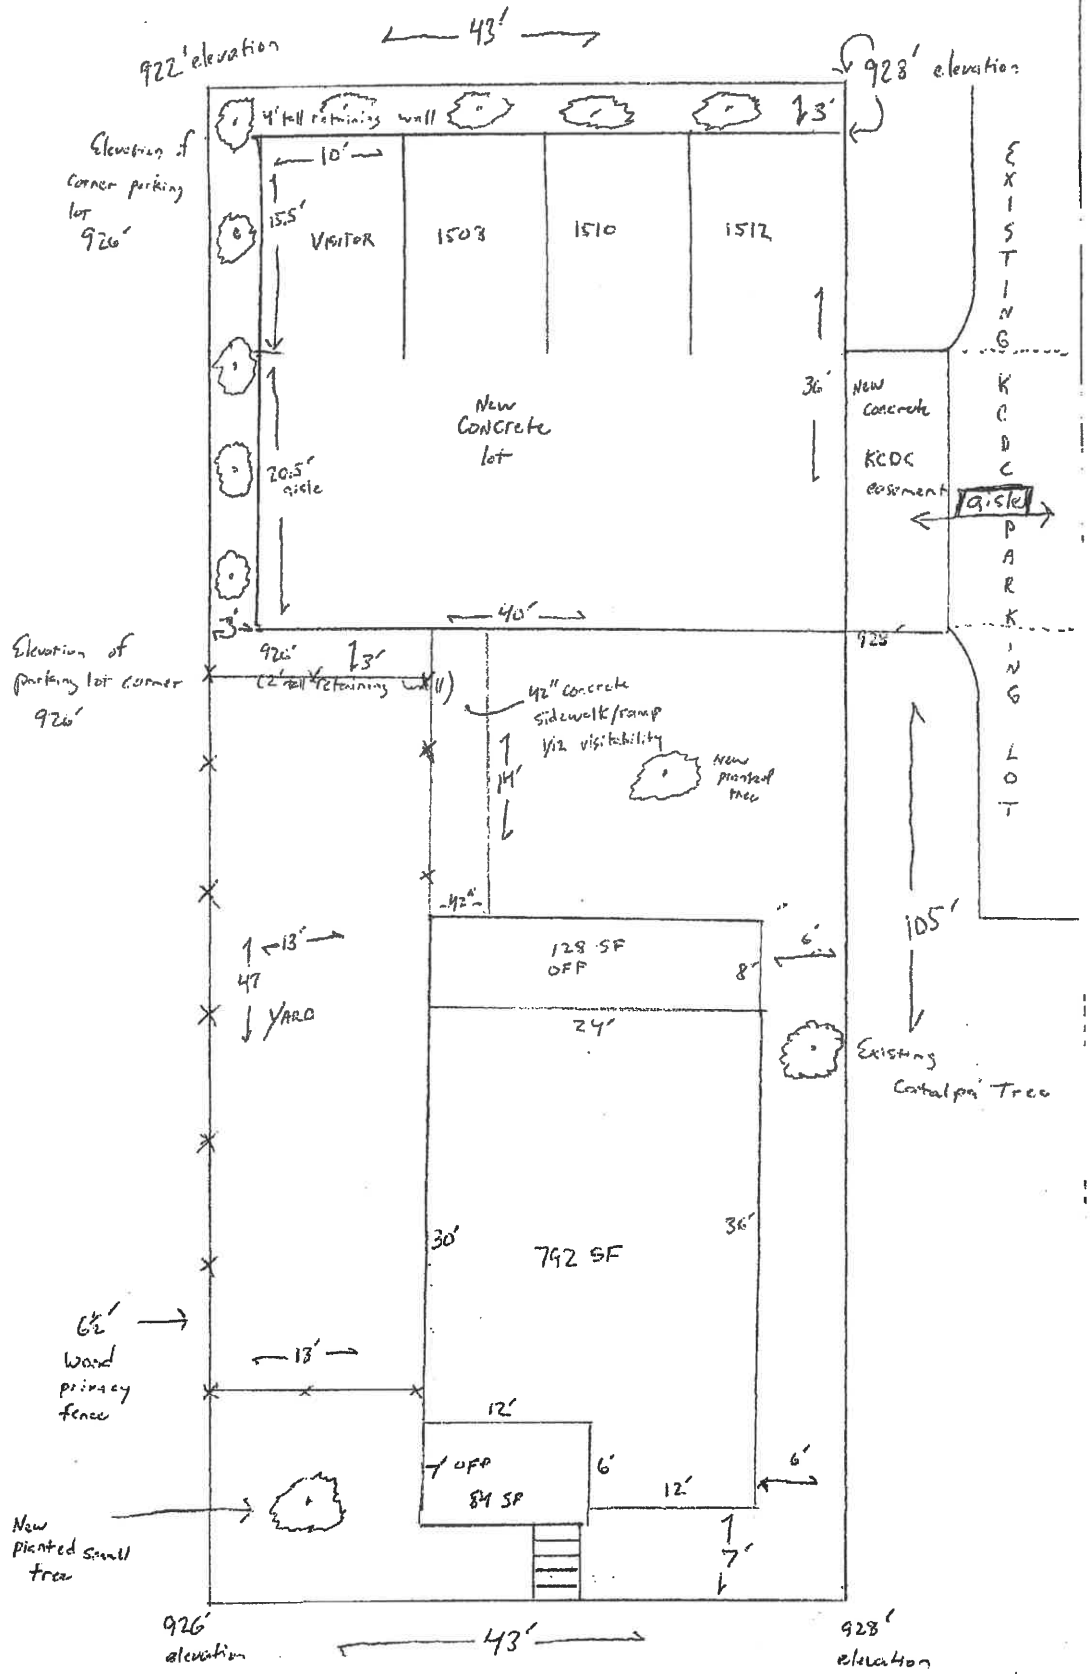 43'
922' elevation
928' elevation
4' tall retaining wall
3'
Elevation of
corner parking
lot
926'
10'
15.5'
VISITOR
1508
1510
1512
EXISTING KCDC PARKING LOT
36'
New
Concrete
KCDC
easement
New
Concrete
lot
20.5'
aisle
aisle
3'
40'
926'
3'
928'
Elevation of
parking lot corner
926'
(2' tall retaining wall)
42" concrete
sidewalk/ramp
1/12 visitability
14'
New
planted
tree
42"
105'
128 SF
OFF
8'
6'
13'
47
YARD
24'
Existing
Catalpa Tree
30'
792 SF
36'
6½'
wood
privacy
fence
13'
12'
7' OFF
84 SF
6'
12'
6'
New
planted small
tree
7'
926'
elevation
43'
928'
elevation